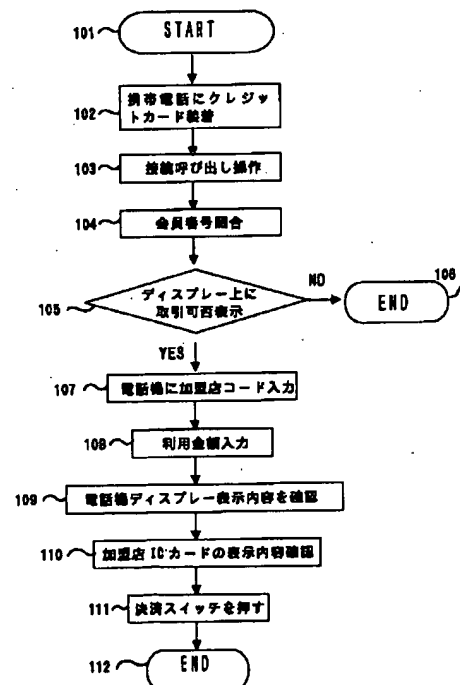 101
START
102
携帯電話にクレジッ
トカード装着
103
接続呼び出し操作
104
会員番号照合
105
ディスプレー上に
取引可否表示
NO
END
106
YES
107
電話機に加盟店コード入力
108
利用金額入力
109
電話機ディスプレー表示内容を確認
110
加盟店 ICカードの表示内容確認
111
決済スイッチを押す
112
END